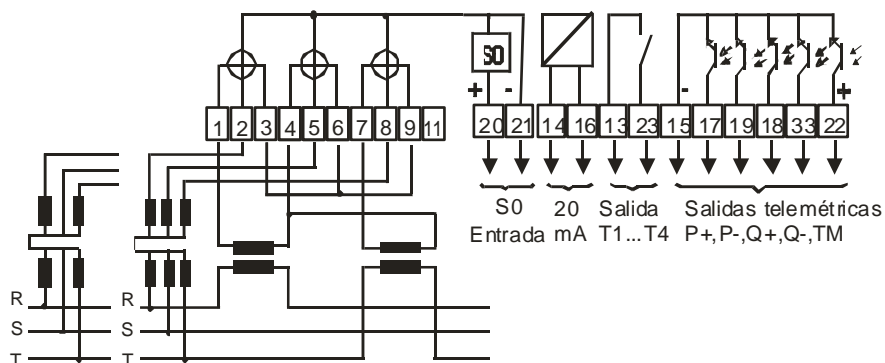 S0
+ - - +
1 2 3 4 5 6 7 8 9 11 20 21 14 16 13 23 15 17 19 18 33 22
S0 20 Salida Salidas telemétricas
Entrada mA T1...T4 P+,P-,Q+,Q-,TM
R R
S S
T T